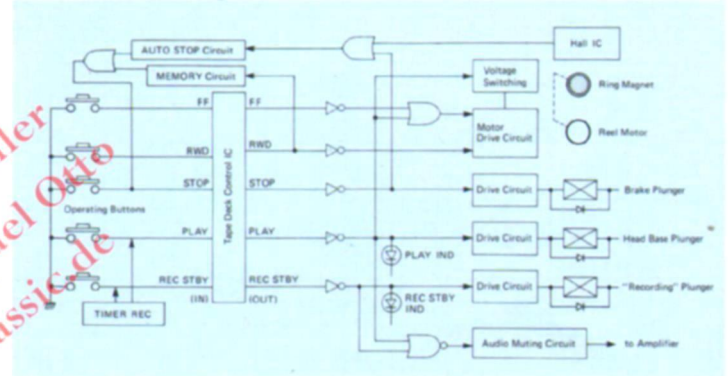 AUTO STOP Circuit
MEMORY Circuit
Hall IC
Voltage
Switching
Ring Magnet
Motor
Drive Circuit
Reel Motor
FF
FF
RWD
RWD
STOP
STOP
Operating Buttons
Tape Deck Control IC
Drive Circuit
Brake Plunger
PLAY
PLAY
Drive Circuit
Head Base Plunger
PLAY IND
REC STBY
REC STBY
(IN)
(OUT)
Drive Circuit
"Recording" Plunger
REC STBY
IND
TIMER REC
Audio Muting Circuit
to Amplifier
Otto